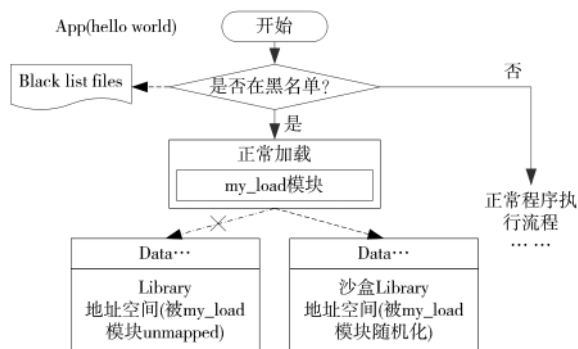 App(hello world)
开始
Black list files
是否在黑名单?
否
是
正常加载
my_load模块
正常程序执
行流程
… …
Data…
Library
地址空间(被my_load
模块unmapped)
Data…
沙盒Library
地址空间(被my_load
模块随机化)